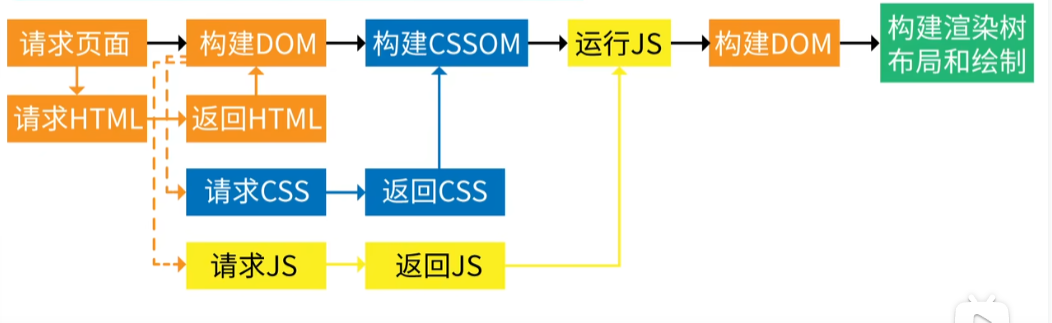 请求页面
构建DOM
构建CSSOM
运行JS
构建DOM
构建渲染树
布局和绘制
请求HTML
返回HTML
请求CSS
返回CSS
请求JS
返回JS